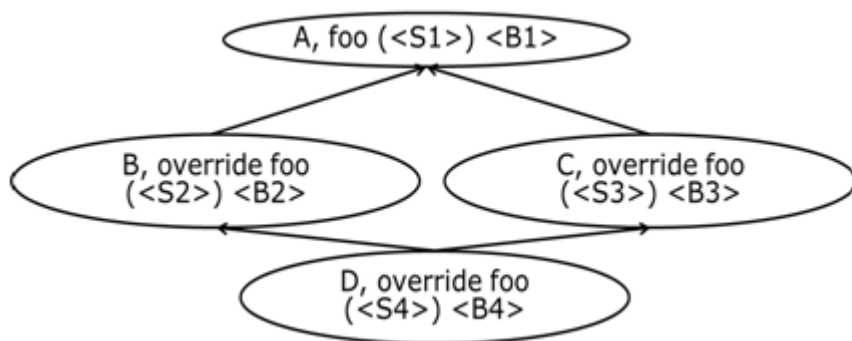 A, foo (<S1>) <B1>
B, override foo
(<S2>) <B2>
C, override foo
(<S3>) <B3>
D, override foo
(<S4>) <B4>